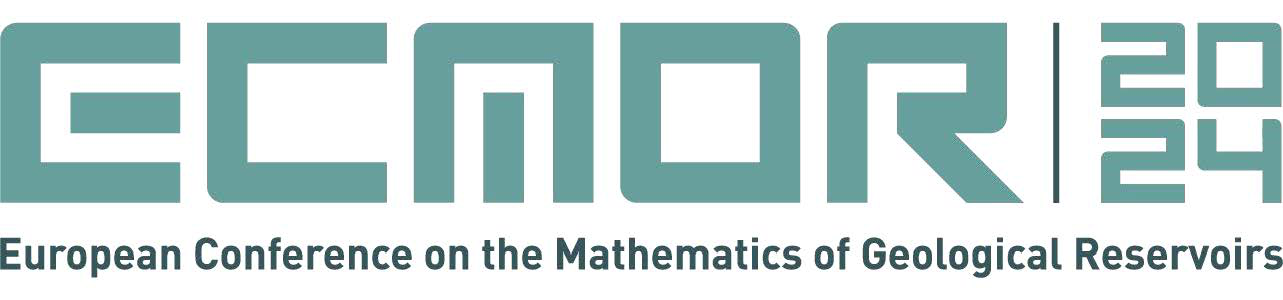 ECMOR 2024
European Conference on the Mathematics of Geological Reservoirs